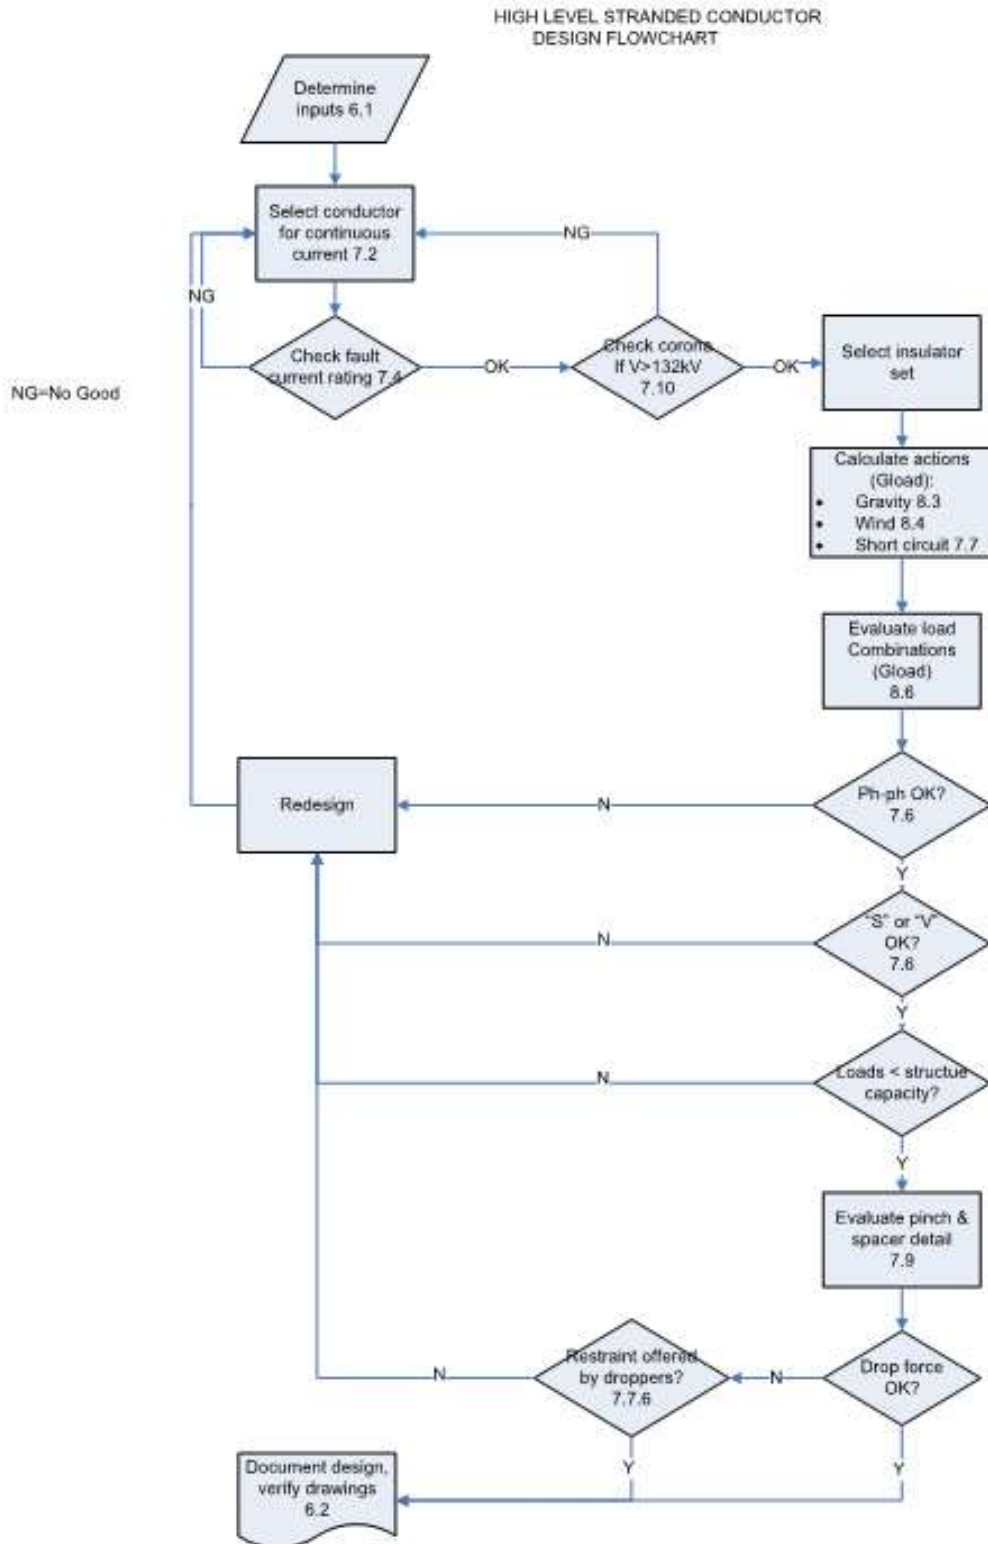 HIGH LEVEL STRANDED CONDUCTOR
DESIGN FLOWCHART
Determine
inputs 6.1
Select conductor
for continuous
current 7.2
NG
NG
Check fault
current rating 7.4
OK
Check corona
If V>132kV
7.10
OK
Select insulator
set
NG=No Good
Calculate actions
(Gload):
• Gravity 8.3
• Wind 8.4
• Short circuit 7.7
Evaluate load
Combinations
(Gload)
8.6
Redesign
N
Ph-ph OK?
7.6
Y
N
“S” or “V”
OK?
7.6
Y
N
Loads < structue
capacity?
Y
Evaluate pinch &
spacer detail
7.9
N
Restraint offered
by droppers?
7.7.6
N
Drop force
OK?
Y
Y
Document design,
verify drawings
6.2